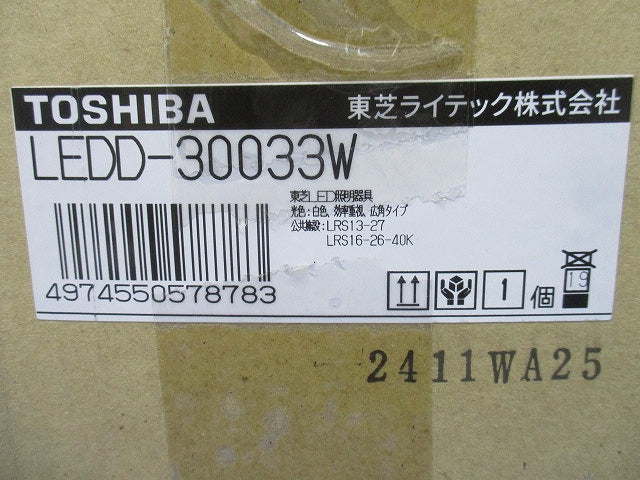 TOSHIBA 東芝ライテック株式会社
LEDD-30033W
東芝LED照明器具
光色:白色、効率重視、広角タイプ
公共施設:LRS13-27
LRS16-26-40K
4974550578783
1 個
19
2411WA25